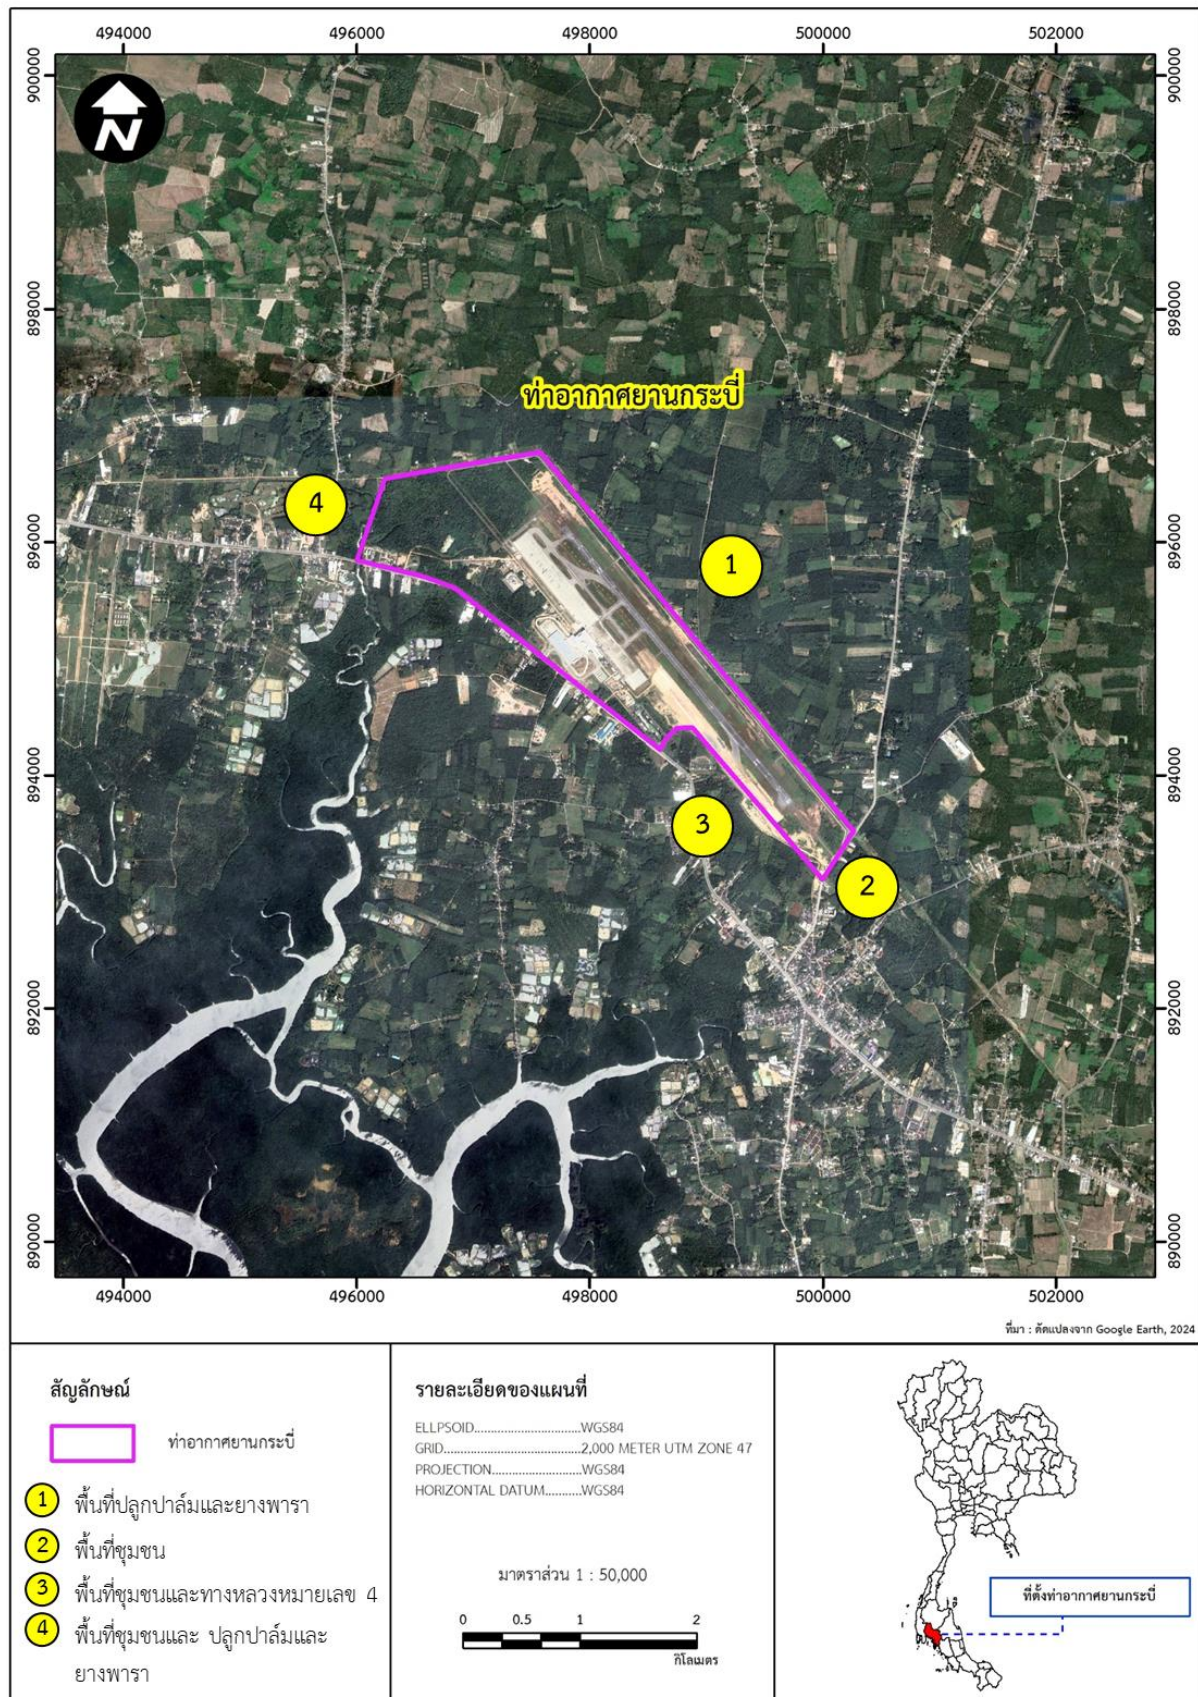 494000 496000 498000 500000 502000
900000 900000
N
898000 898000
ท่าอากาศยานกระบี่
4
896000 896000
1
894000 894000
3
2
892000 892000
890000 890000
494000 496000 498000 500000 502000
ที่มา : ดัดแปลงจาก Google Earth, 2024
สัญลักษณ์
ท่าอากาศยานกระบี่
1 พื้นที่ปลูกปาล์มและยางพารา
2 พื้นที่ชุมชน
3 พื้นที่ชุมชนและทางหลวงหมายเลข 4
4 พื้นที่ชุมชนและ ปลูกปาล์มและ
ยางพารา
รายละเอียดของแผนที่
ELLPSOID..............................WGS84
GRID.......................................2,000 METER UTM ZONE 47
PROJECTION.........................WGS84
HORIZONTAL DATUM..........WGS84
มาตราส่วน 1 : 50,000
0 0.5 1 2
กิโลเมตร
ที่ตั้งท่าอากาศยานกระบี่